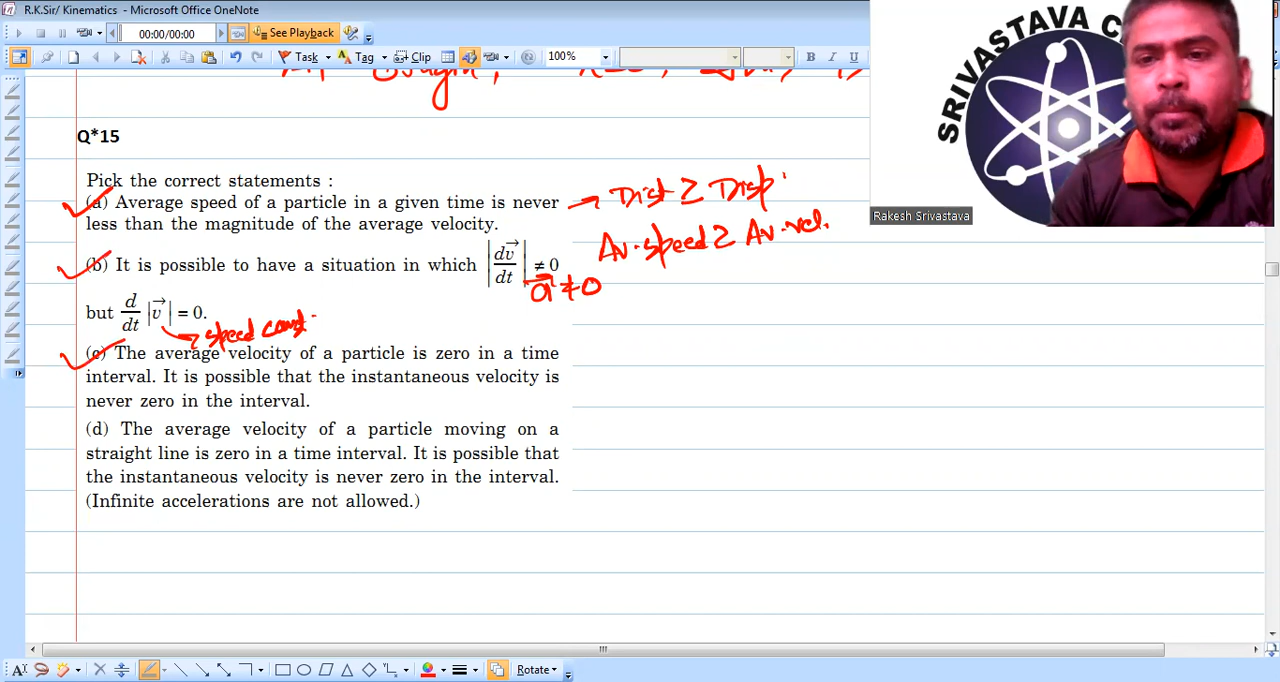 R.K.Sir/ Kinematics - Microsoft Office OneNote
00:00/00:00
See Playback
Task
Tag
Clip
100%
B I U
SRIVASTAVA C
Rakesh Srivastava
Q*15
Pick the correct statements :
(a) Average speed of a particle in a given time is never
less than the magnitude of the average velocity.
→ Dist ≥ Disp
Av. speed ≥ Av. vel.
(b) It is possible to have a situation in which |dv⃗/dt| ≠ 0
a⃗ ≠ 0
but d/dt |v⃗| = 0.
→ speed const.
(c) The average velocity of a particle is zero in a time
interval. It is possible that the instantaneous velocity is
never zero in the interval.
(d) The average velocity of a particle moving on a
straight line is zero in a time interval. It is possible that
the instantaneous velocity is never zero in the interval.
(Infinite accelerations are not allowed.)
Rotate